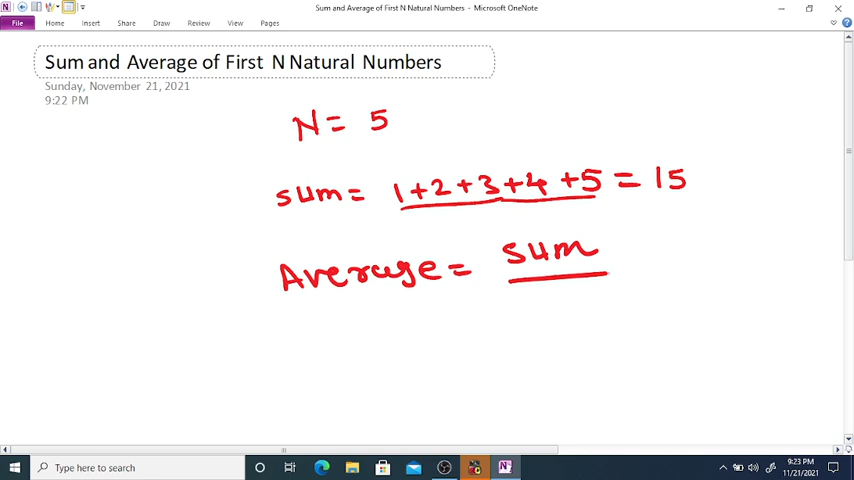 Sum and Average of First N Natural Numbers - Microsoft OneNote
File Home Insert Share Draw Review View Pages
Sum and Average of First N Natural Numbers
Sunday, November 21, 2021
9:22 PM
N= 5
sum= 1+2+3+4+5=15
Average= sum
Type here to search
9:23 PM
11/21/2021